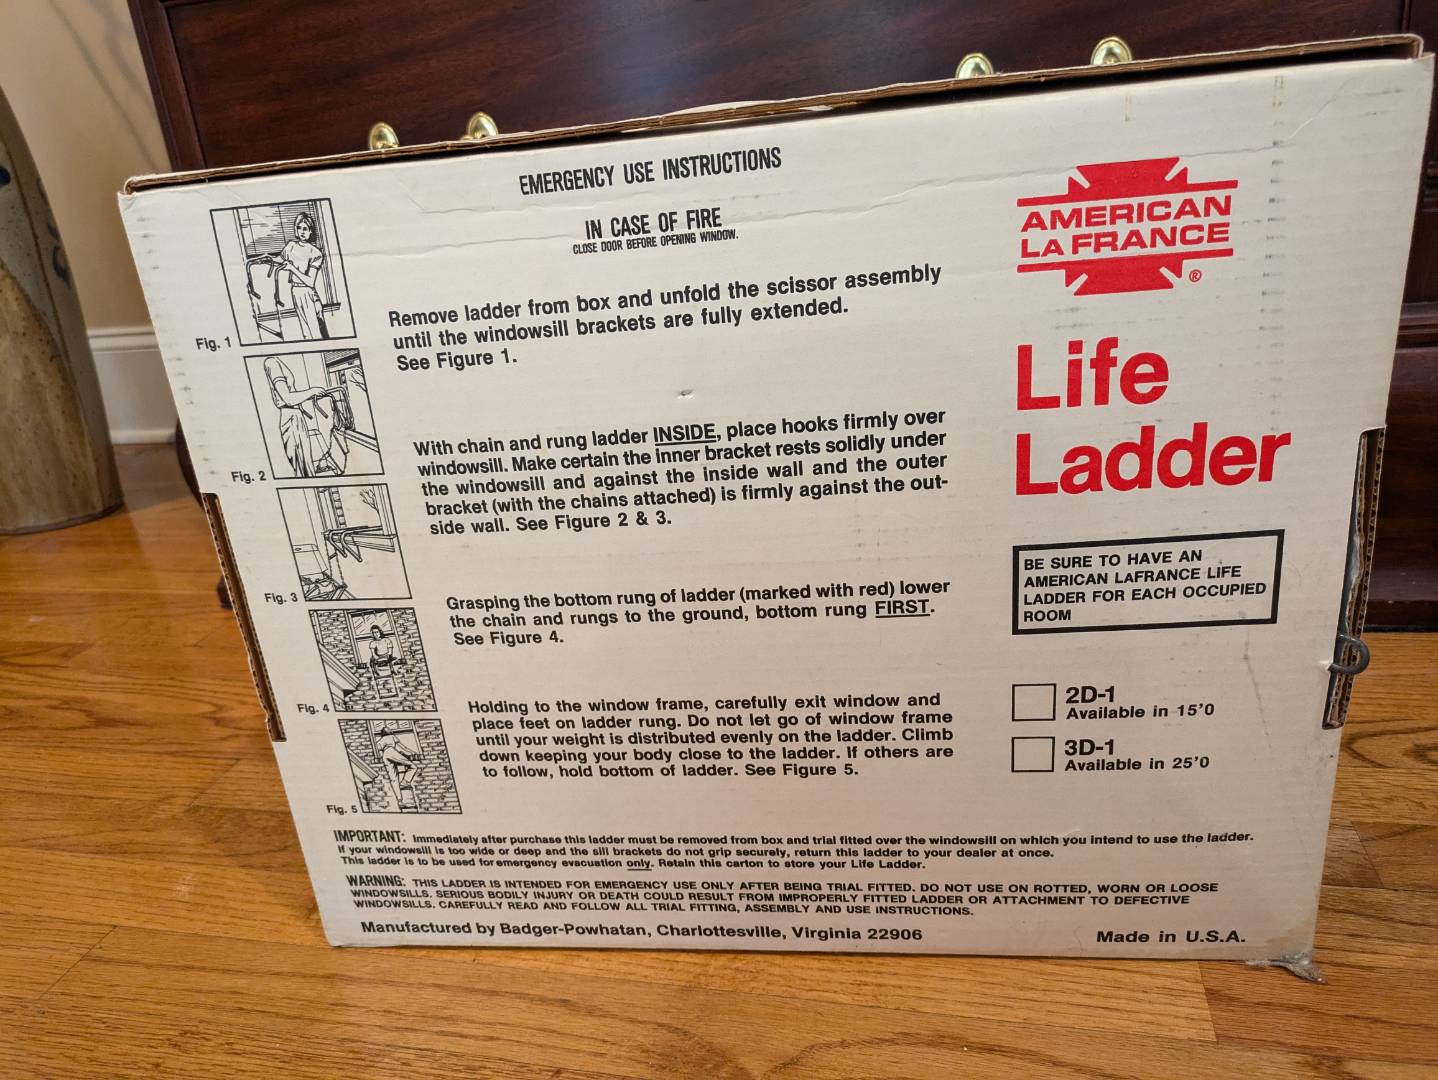 EMERGENCY USE INSTRUCTIONS
IN CASE OF FIRE
CLOSE DOOR BEFORE OPENING WINDOW.
Fig. 1
Remove ladder from box and unfold the scissor assembly
until the windowsill brackets are fully extended.
See Figure 1.
Fig. 2
With chain and rung ladder INSIDE, place hooks firmly over
windowsill. Make certain the inner bracket rests solidly under
the windowsill and against the inside wall and the outer
bracket (with the chains attached) is firmly against the out-
side wall. See Figure 2 & 3.
Fig. 3
Grasping the bottom rung of ladder (marked with red) lower
the chain and rungs to the ground, bottom rung FIRST.
See Figure 4.
Fig. 4
Holding to the window frame, carefully exit window and
place feet on ladder rung. Do not let go of window frame
until your weight is distributed evenly on the ladder. Climb
down keeping your body close to the ladder. If others are
to follow, hold bottom of ladder. See Figure 5.
Fig. 5
AMERICAN
LAFRANCE
®
Life
Ladder
BE SURE TO HAVE AN
AMERICAN LAFRANCE LIFE
LADDER FOR EACH OCCUPIED
ROOM
2D-1
Available in 15'0
3D-1
Available in 25'0
IMPORTANT: Immediately after purchase this ladder must be removed from box and trial fitted over the windowsill on which you intend to use the ladder.
If your windowsill is too wide or deep and the sill brackets do not grip securely, return this ladder to your dealer at once.
This ladder is to be used for emergency evacuation only. Retain this carton to store your Life Ladder.
WARNING: THIS LADDER IS INTENDED FOR EMERGENCY USE ONLY AFTER BEING TRIAL FITTED. DO NOT USE ON ROTTED, WORN OR LOOSE
WINDOWSILLS. SERIOUS BODILY INJURY OR DEATH COULD RESULT FROM IMPROPERLY FITTED LADDER OR ATTACHMENT TO DEFECTIVE
WINDOWSILLS. CAREFULLY READ AND FOLLOW ALL TRIAL FITTING, ASSEMBLY AND USE INSTRUCTIONS.
Manufactured by Badger-Powhatan, Charlottesville, Virginia 22906
Made in U.S.A.